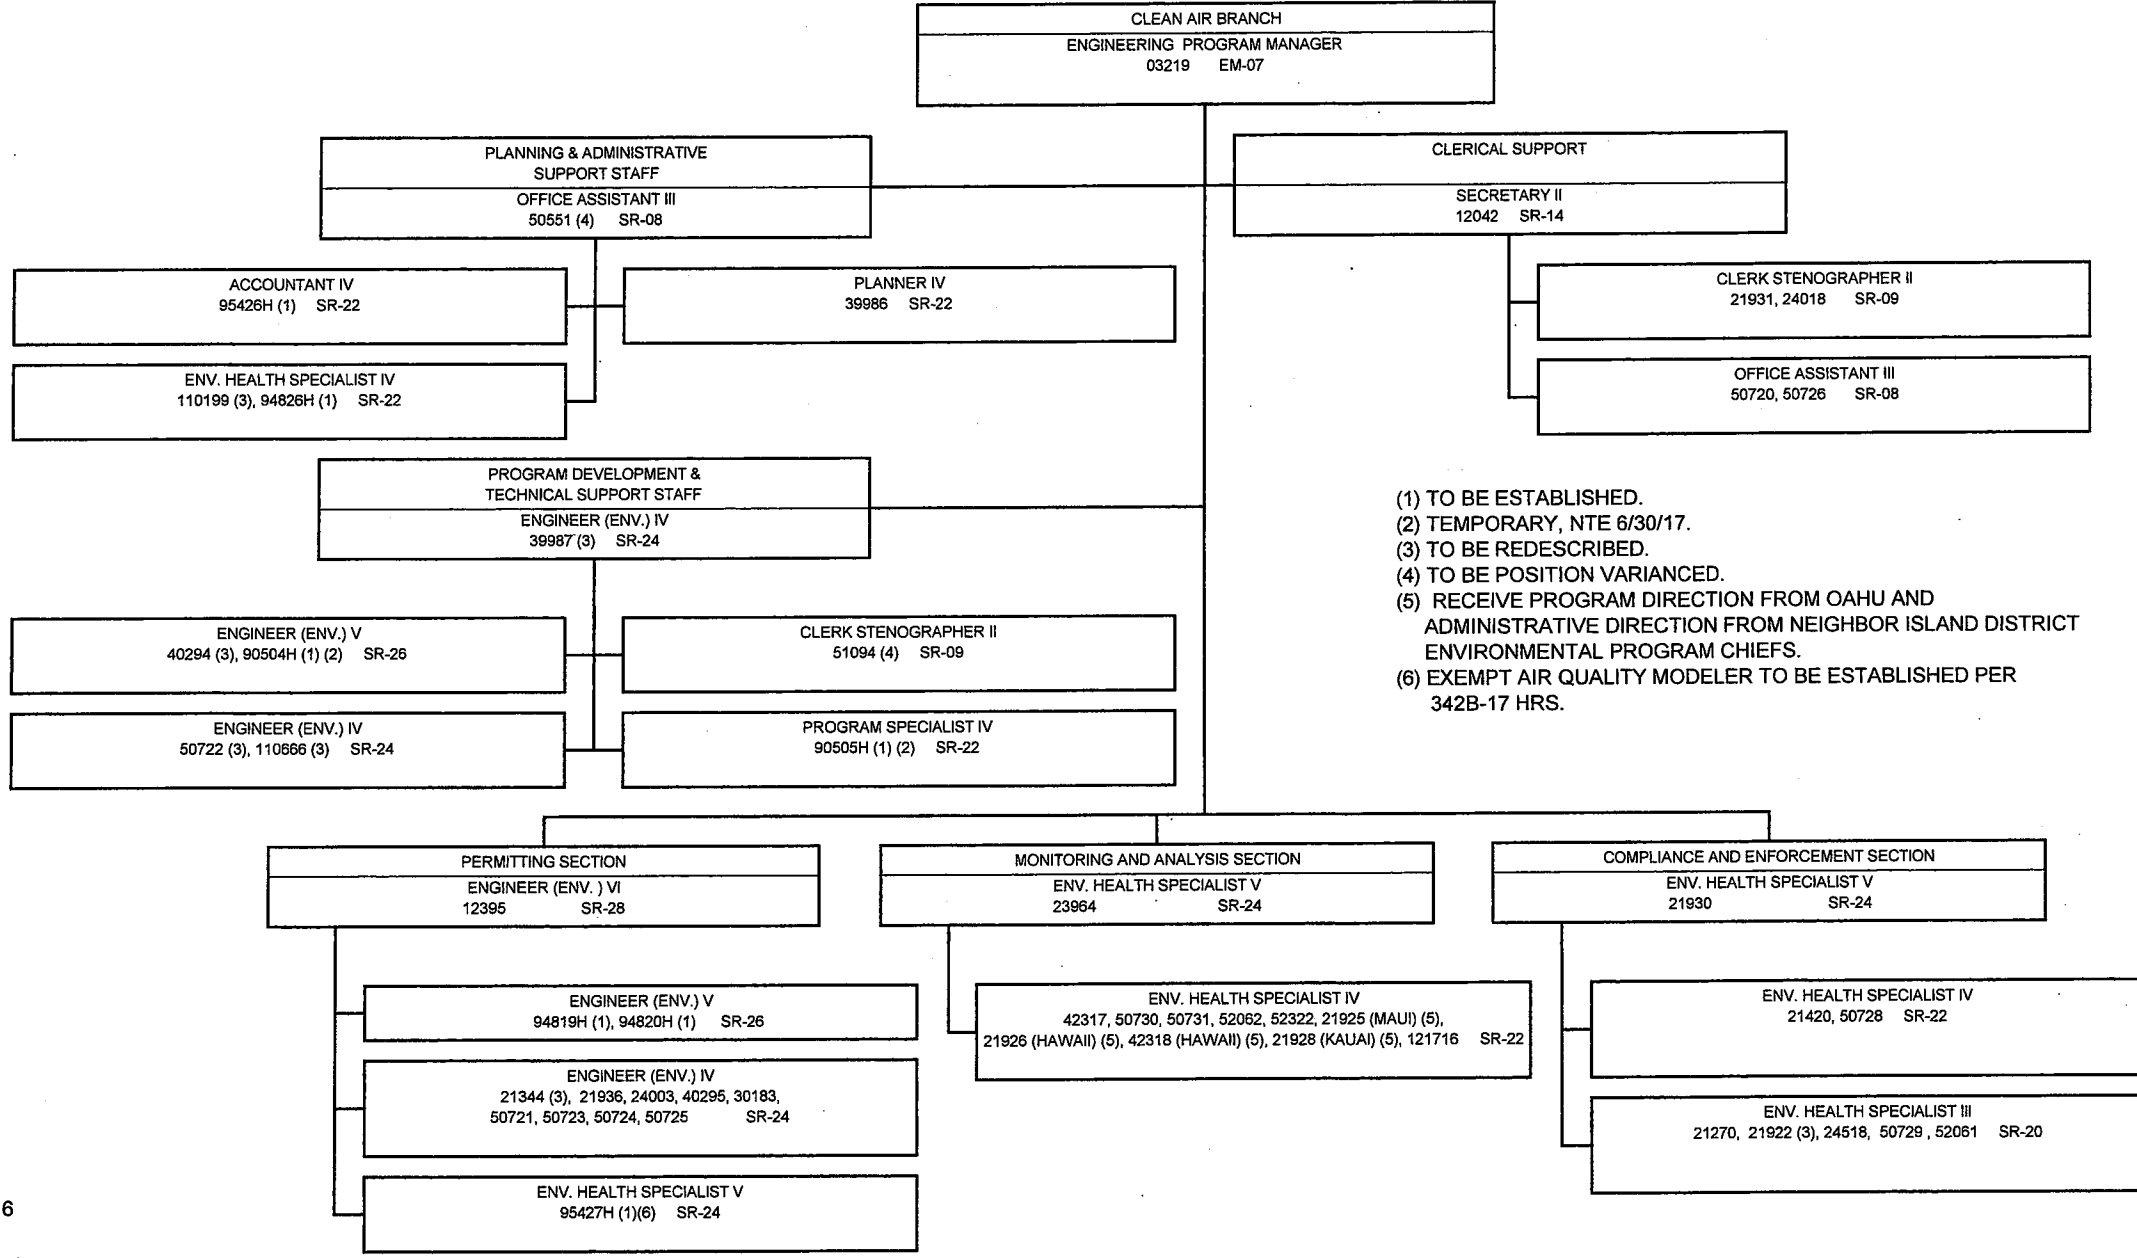 CLEAN AIR BRANCH
ENGINEERING PROGRAM MANAGER
03219 EM-07
PLANNING & ADMINISTRATIVE
SUPPORT STAFF
OFFICE ASSISTANT III
50551 (4) SR-08
CLERICAL SUPPORT
SECRETARY II
12042 SR-14
ACCOUNTANT IV
95426H (1) SR-22
PLANNER IV
39986 SR-22
ENV. HEALTH SPECIALIST IV
110199 (3), 94826H (1) SR-22
CLERK STENOGRAPHER II
21931, 24018 SR-09
OFFICE ASSISTANT III
50720, 50726 SR-08
PROGRAM DEVELOPMENT &
TECHNICAL SUPPORT STAFF
ENGINEER (ENV.) IV
39987 (3) SR-24
ENGINEER (ENV.) V
40294 (3), 90504H (1) (2) SR-26
CLERK STENOGRAPHER II
51094 (4) SR-09
ENGINEER (ENV.) IV
50722 (3), 110666 (3) SR-24
PROGRAM SPECIALIST IV
90505H (1) (2) SR-22
(1) TO BE ESTABLISHED.
(2) TEMPORARY, NTE 6/30/17.
(3) TO BE REDESCRIBED.
(4) TO BE POSITION VARIANCED.
(5) RECEIVE PROGRAM DIRECTION FROM OAHU AND
ADMINISTRATIVE DIRECTION FROM NEIGHBOR ISLAND DISTRICT
ENVIRONMENTAL PROGRAM CHIEFS.
(6) EXEMPT AIR QUALITY MODELER TO BE ESTABLISHED PER
342B-17 HRS.
PERMITTING SECTION
ENGINEER (ENV. ) VI
12395 SR-28
ENGINEER (ENV.) V
94819H (1), 94820H (1) SR-26
ENGINEER (ENV.) IV
21344 (3), 21936, 24003, 40295, 30183,
50721, 50723, 50724, 50725 SR-24
ENV. HEALTH SPECIALIST V
95427H (1)(6) SR-24
MONITORING AND ANALYSIS SECTION
ENV. HEALTH SPECIALIST V
23964 SR-24
ENV. HEALTH SPECIALIST IV
42317, 50730, 50731, 52062, 52322, 21925 (MAUI) (5),
21926 (HAWAII) (5), 42318 (HAWAII) (5), 21928 (KAUAI) (5), 121716 SR-22
COMPLIANCE AND ENFORCEMENT SECTION
ENV. HEALTH SPECIALIST V
21930 SR-24
ENV. HEALTH SPECIALIST IV
21420, 50728 SR-22
ENV. HEALTH SPECIALIST III
21270, 21922 (3), 24518, 50729 , 52061 SR-20
6